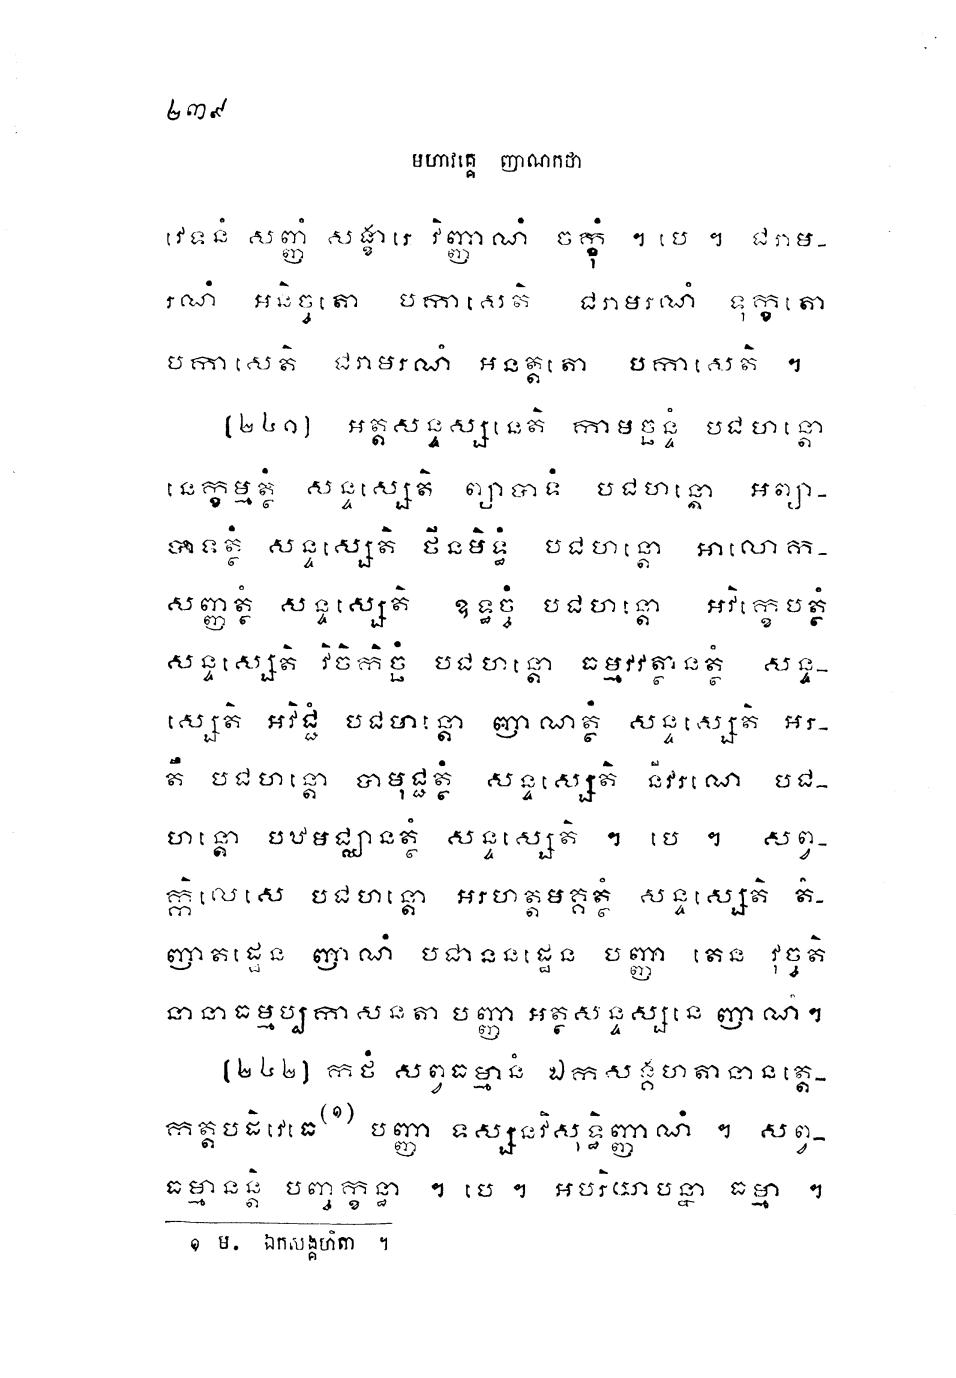 ២៣៩
មហាវគ្គេ ញាណកថា
វេទនំ សញ្ញំ សង្ខារេ វិញ្ញាណំ ចក្ខុំ ។ បេ ។ ជរាម-
រណំ អនិច្ចតោ បកាសេតិ ជរាមរណំ ទុក្ខតោ
បកាសេតិ ជរាមរណំ អនត្តតោ បកាសេតិ ។
(២៤១) អត្តសន្ទស្សនេតិ កាមច្ឆន្ទំ បជហន្តោ
នេក្ខម្មត្ថំ សន្ទស្សេតិ ព្យាបាទំ បជហន្តោ អព្យា-
បាទត្ថំ សន្ទស្សេតិ ថីនមិទ្ធំ បជហន្តោ អាលោក-
សញ្ញត្ថំ សន្ទស្សេតិ ឧទ្ធច្ចំ បជហន្តោ អវិក្ខេបត្ថំ
សន្ទស្សេតិ វិចិកិច្ឆំ បជហន្តោ ធម្មវវត្ថានត្ថំ សន្ទ-
ស្សេតិ អវិជ្ជំ បជហន្តោ ញាណត្ថំ សន្ទស្សេតិ អរ-
តឹ បជហន្តោ បាមុជ្ជត្ថំ សន្ទស្សេតិ នីវរណេ បជ-
ហន្តោ បឋមជ្ឈានត្ថំ សន្ទស្សេតិ ។ បេ ។ សព្វ-
ក្កិលេសេ បជហន្តោ អរហត្តមគ្គត្ថំ សន្ទស្សេតិ តំ-
ញាតដ្ឋេន ញាណំ បជាននដ្ឋេន បញ្ញា តេន វុច្ចតិ
នានាធម្មប្បកាសនតា បញ្ញា អត្ថសន្ទស្សនេ ញាណំ។
(២៤២) កថំ សព្វធម្មានំ ឯកសង្គហតានានត្តេ-
កត្តបដិវេធេ(១) បញ្ញា ទស្សនវិសុទ្ធិញ្ញាណំ ។ សព្វ-
ធម្មានន្តិ បញ្ចក្ខន្ធា ។ បេ ។ អបរិយាបន្នា ធម្មា ។
១ ម. ឯកសង្គហិតា ។